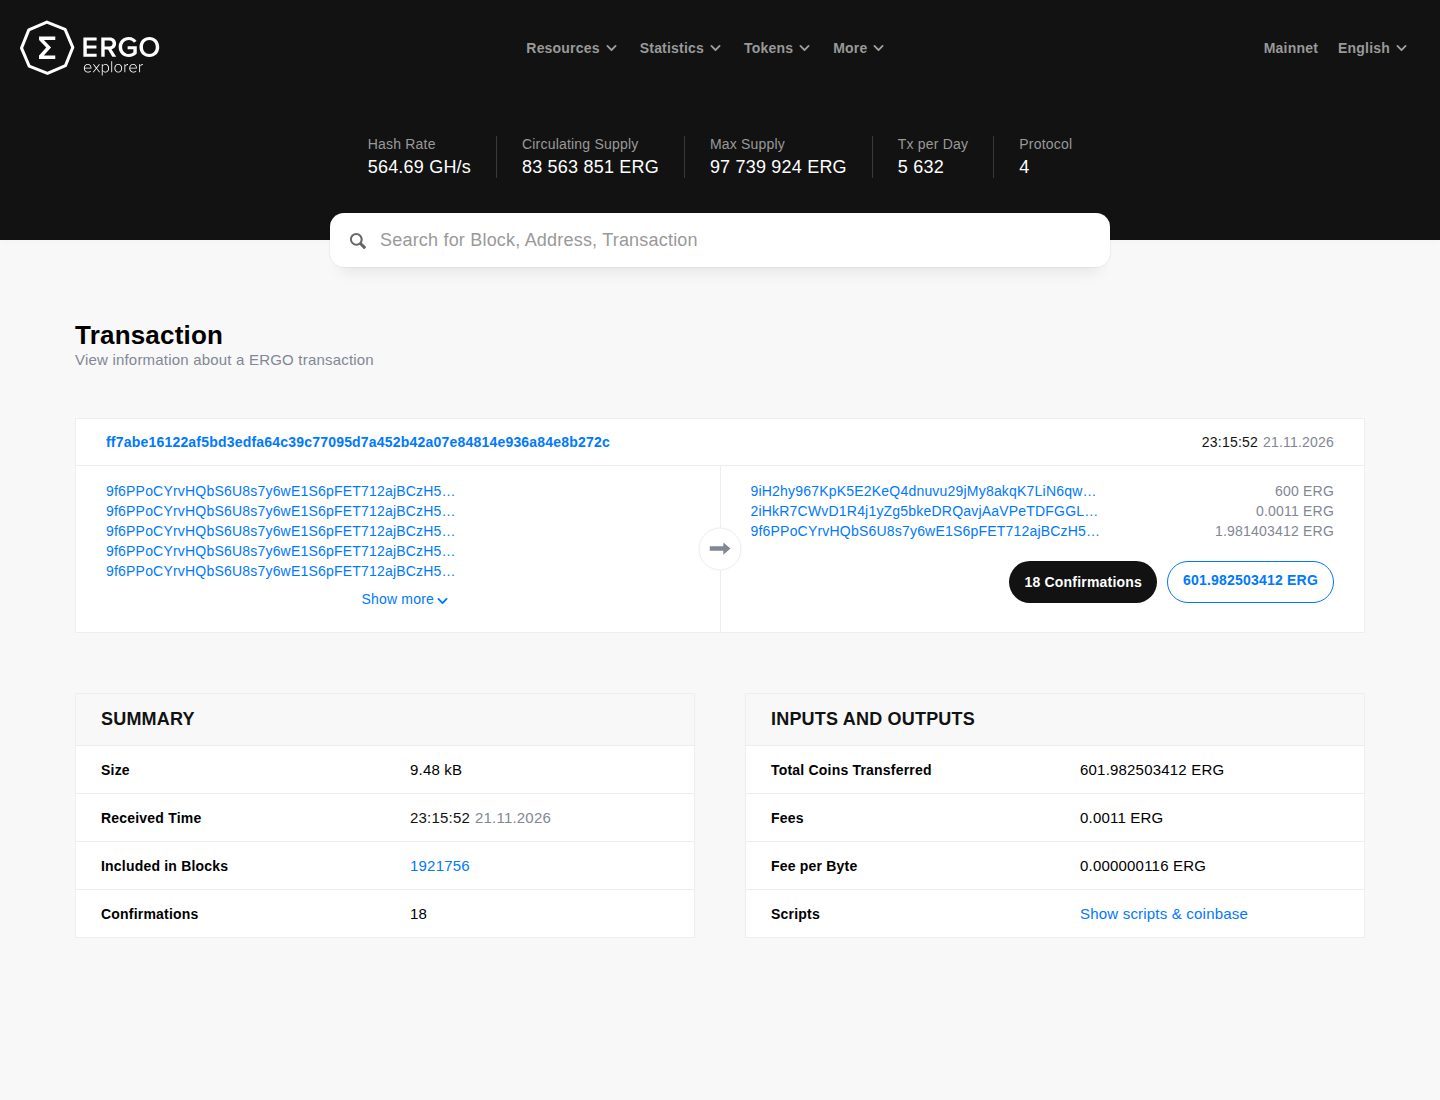 ERGO
explorer
Resources Statistics Tokens More
Mainnet English
Hash Rate Circulating Supply Max Supply Tx per Day Protocol
564.69 GH/s 83 563 851 ERG 97 739 924 ERG 5 632 4
Search for Block, Address, Transaction
Transaction
View information about a ERGO transaction
ff7abe16122af5bd3edfa64c39c77095d7a452b42a07e84814e936a84e8b272c 23:15:52 21.11.2026
9f6PPoCYrvHQbS6U8s7y6wE1S6pFET712ajBCzH5… 9iH2hy967KpK5E2KeQ4dnuvu29jMy8akqK7LiN6qw… 600 ERG
9f6PPoCYrvHQbS6U8s7y6wE1S6pFET712ajBCzH5… 2iHkR7CWvD1R4j1yZg5bkeDRQavjAaVPeTDFGGL… 0.0011 ERG
9f6PPoCYrvHQbS6U8s7y6wE1S6pFET712ajBCzH5… 9f6PPoCYrvHQbS6U8s7y6wE1S6pFET712ajBCzH5… 1.981403412 ERG
9f6PPoCYrvHQbS6U8s7y6wE1S6pFET712ajBCzH5…
9f6PPoCYrvHQbS6U8s7y6wE1S6pFET712ajBCzH5…
Show more
18 Confirmations 601.982503412 ERG
SUMMARY
Size 9.48 kB
Received Time 23:15:52 21.11.2026
Included in Blocks 1921756
Confirmations 18
INPUTS AND OUTPUTS
Total Coins Transferred 601.982503412 ERG
Fees 0.0011 ERG
Fee per Byte 0.000000116 ERG
Scripts Show scripts & coinbase